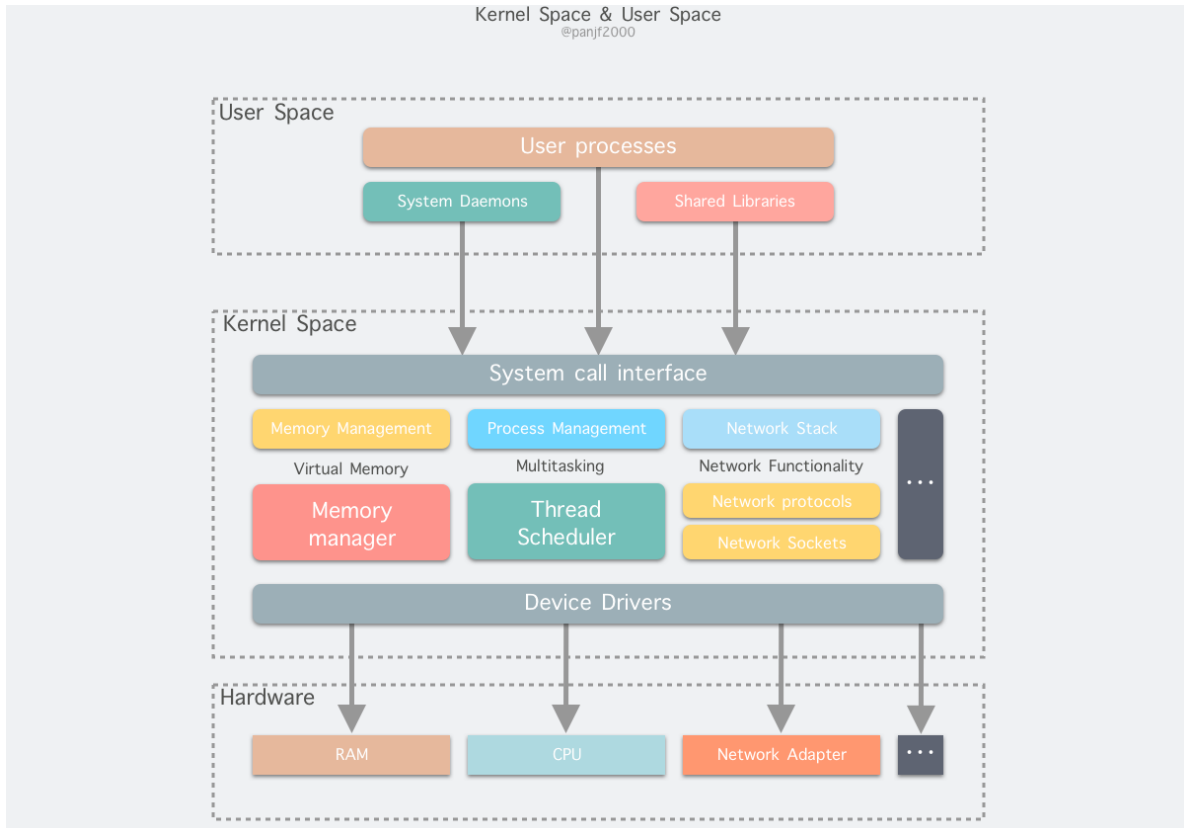 Kernel Space & User Space
@panjf2000
User Space
User processes
System Daemons
Shared Libraries
Kernel Space
System call interface
Memory Management
Process Management
Network Stack
Virtual Memory
Multitasking
Network Functionality
Memory
manager
Thread
Scheduler
Network protocols
Network Sockets
...
Device Drivers
Hardware
RAM
CPU
Network Adapter
...